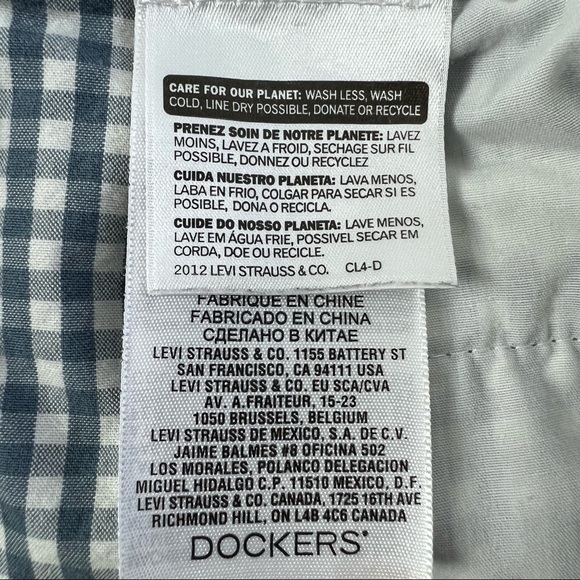 CARE FOR OUR PLANET: WASH LESS, WASH
COLD, LINE DRY POSSIBLE, DONATE OR RECYCLE
PRENEZ SOIN DE NOTRE PLANETE: LAVEZ
MOINS, LAVEZ A FROID, SECHAGE SUR FIL
POSSIBLE, DONNEZ OU RECYCLEZ
CUIDA NUESTRO PLANETA: LAVA MENOS,
LABA EN FRIO, COLGAR PARA SECAR SI ES
POSIBLE, DONA O RECICLA.
CUIDE DO NOSSO PLANETA: LAVE MENOS,
LAVE EM ÁGUA FRIE, POSSIVEL SECAR EM
CORDA, DOE OU RECICLE.
2012 LEVI STRAUSS & CO. CL4-D
FABRIQUE EN CHINE
FABRICADO EN CHINA
СДЕЛАНО В КИТАЕ
LEVI STRAUSS & CO. 1155 BATTERY ST
SAN FRANCISCO, CA 94111 USA
LEVI STRAUSS & CO. EU SCA/CVA
AV. A.FRAITEUR, 15-23
1050 BRUSSELS, BELGIUM
LEVI STRAUSS DE MEXICO, S.A. DE C.V.
JAIME BALMES #8 OFICINA 502
LOS MORALES, POLANCO DELEGACION
MIGUEL HIDALGO C.P. 11510 MEXICO, D.F.
LEVI STRAUSS & CO. CANADA, 1725 16TH AVE
RICHMOND HILL, ON L4B 4C6 CANADA
DOCKERS®